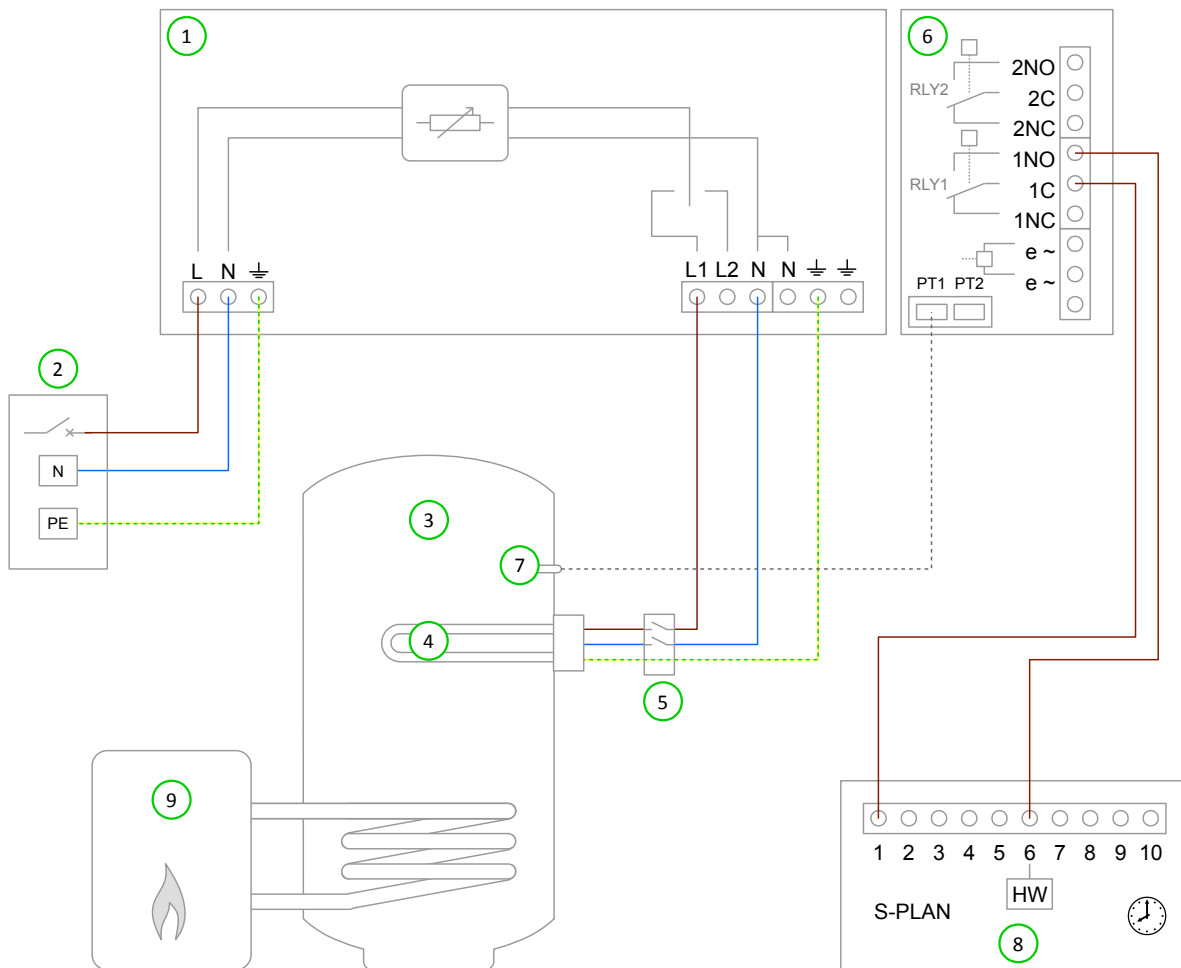 1
L N
L1 L2 N N
2
N
PE
3
7
4
5
9
6
2NO
RLY2
2C
2NC
1NO
RLY1
1C
1NC
e ~
e ~
PT1 PT2
1 2 3 4 5 6 7 8 9 10
HW
S-PLAN
8